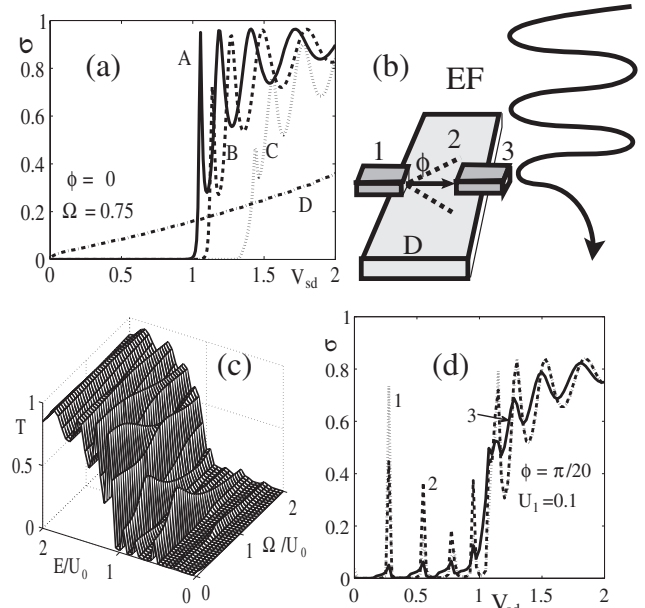 (a)
σ
1
0.8
0.6
0.4
0.2
0
A
B
C
D
ϕ = 0
Ω = 0.75
0 0.5 1 1.5 V_sd 2
(b)
EF
1 2 3
ϕ
D
(c)
T
1
0.5
0
2 1 0
E/U_0
0 1 2
Ω/U_0
(d)
σ
1
0.8
0.6
0.4
0.2
0
1
2
3
ϕ = π/20
U_1 = 0.1
0 0.5 1 1.5 2
V_sd